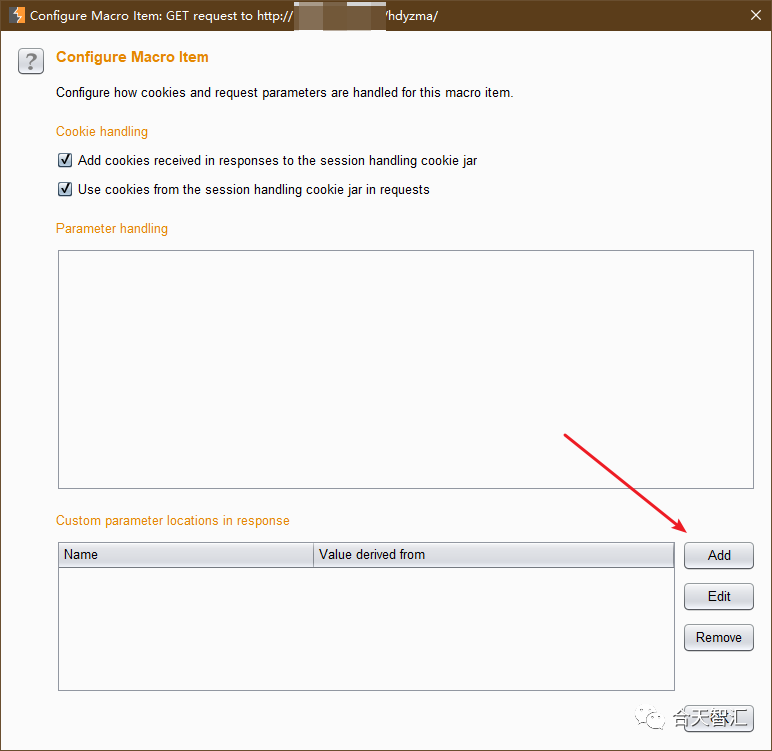 Configure Macro Item: GET request to http:// /hdyzma/
?
Configure Macro Item
Configure how cookies and request parameters are handled for this macro item.
Cookie handling
Add cookies received in responses to the session handling cookie jar
Use cookies from the session handling cookie jar in requests
Parameter handling
Custom parameter locations in response
Name Value derived from
Add
Edit
Remove
台天智汇